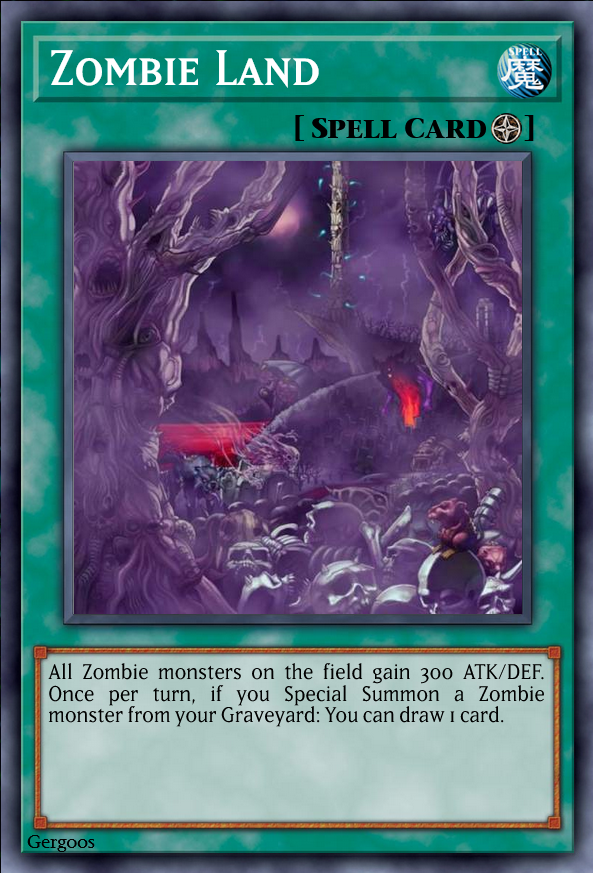 Zombie Land
SPELL
魔
[ Spell Card ]
All Zombie monsters on the field gain 300 ATK/DEF.
Once per turn, if you Special Summon a Zombie
monster from your Graveyard: You can draw 1 card.
Gergoos